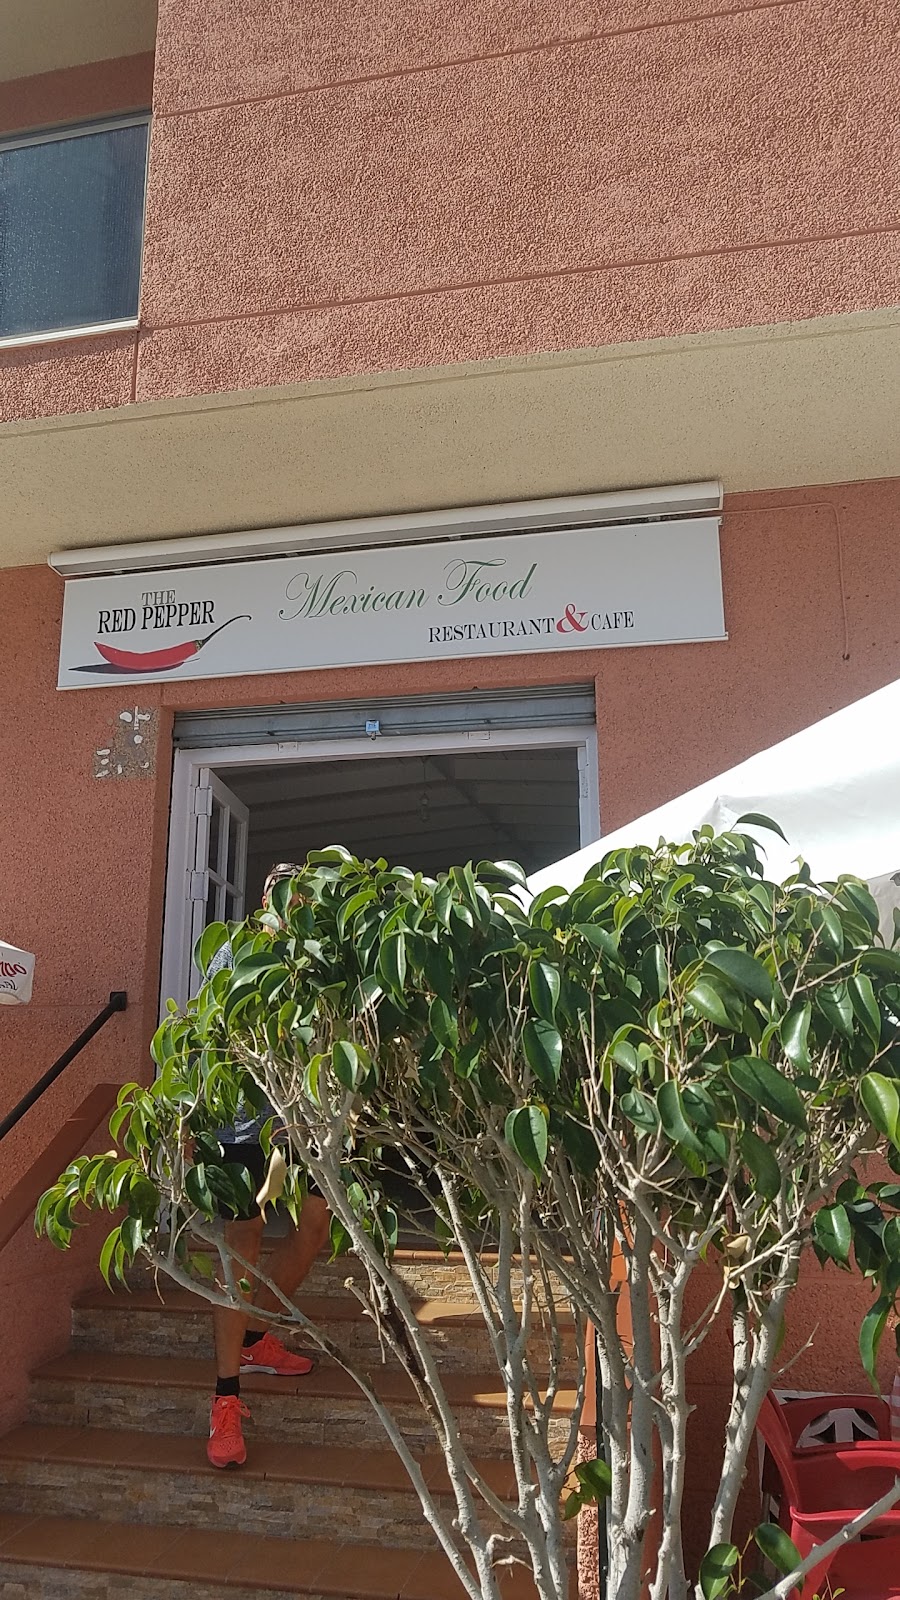 THE
RED PEPPER
Mexican Food
RESTAURANT & CAFE